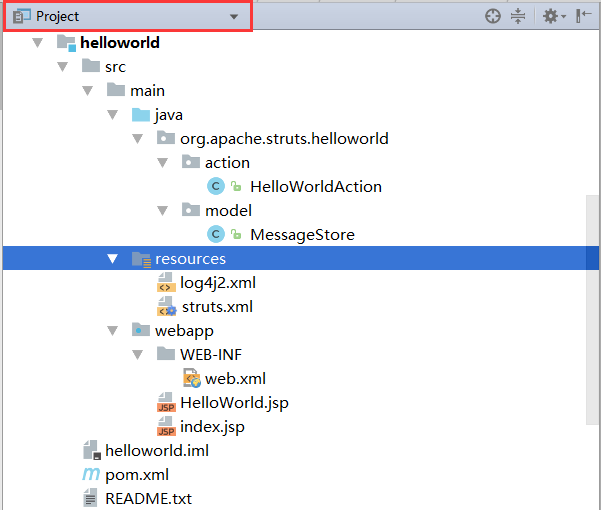 Project
helloworld
src
main
java
org.apache.struts.helloworld
action
HelloWorldAction
model
MessageStore
resources
log4j2.xml
struts.xml
webapp
WEB-INF
web.xml
HelloWorld.jsp
index.jsp
helloworld.iml
pom.xml
README.txt